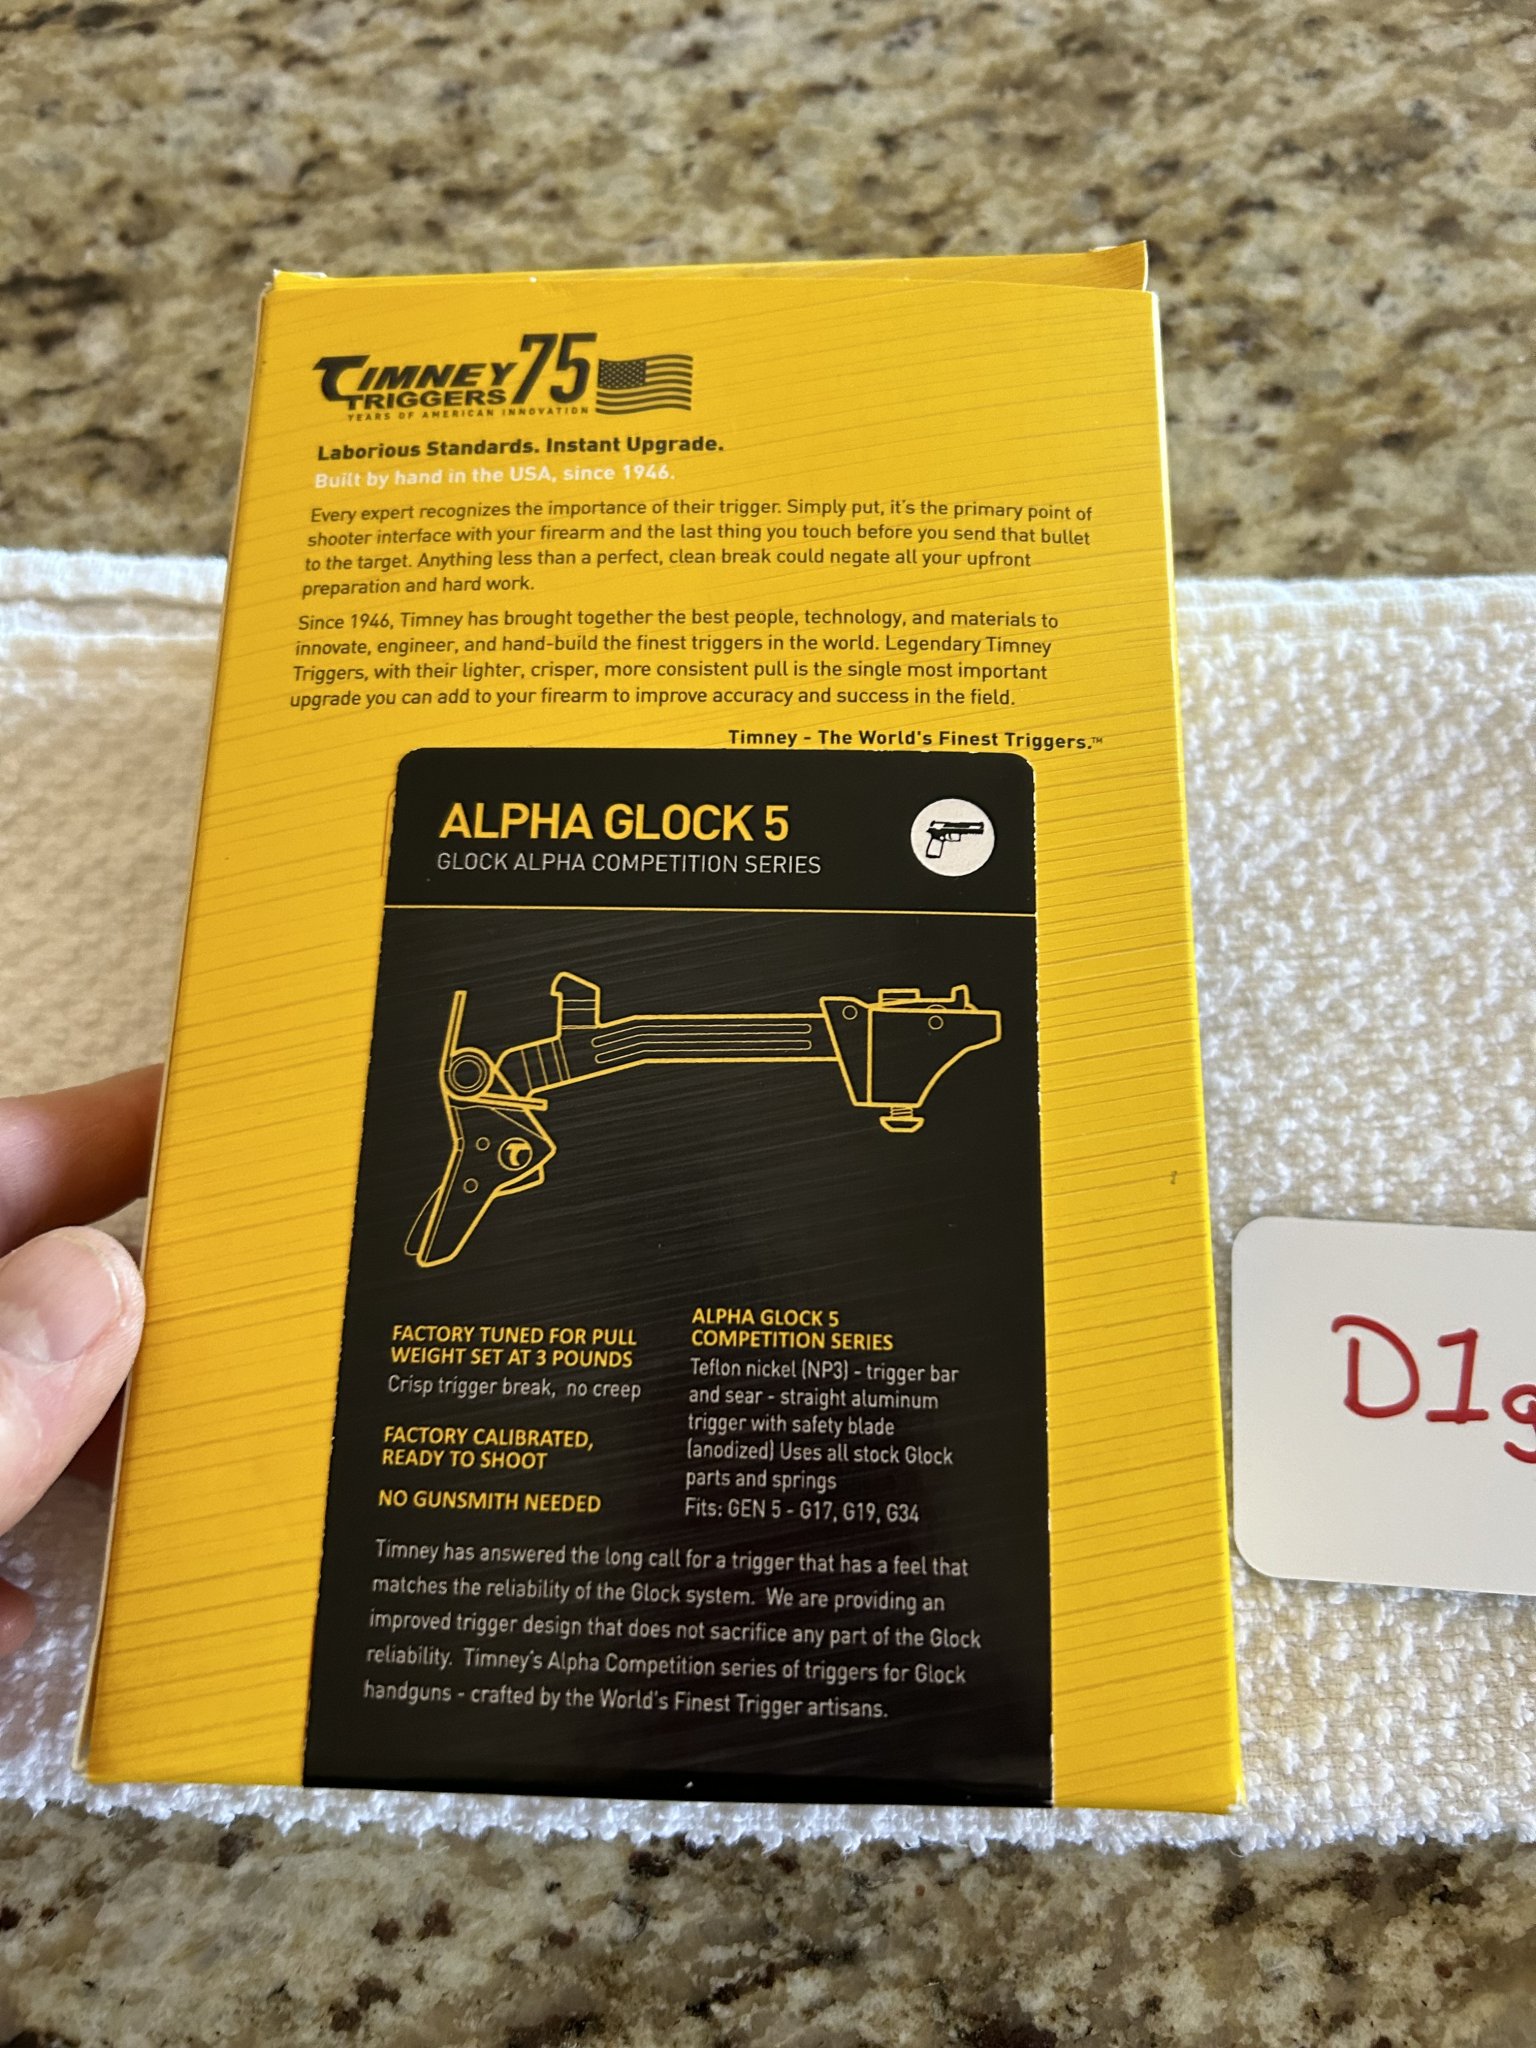 TIMNEY 75
TRIGGERS
YEARS OF AMERICAN INNOVATION
Laborious Standards. Instant Upgrade.
Built by hand in the USA, since 1946.
Every expert recognizes the importance of their trigger. Simply put, it's the primary point of
shooter interface with your firearm and the last thing you touch before you send that bullet
to the target. Anything less than a perfect, clean break could negate all your upfront
preparation and hard work.
Since 1946, Timney has brought together the best people, technology, and materials to
innovate, engineer, and hand-build the finest triggers in the world. Legendary Timney
Triggers, with their lighter, crisper, more consistent pull is the single most important
upgrade you can add to your firearm to improve accuracy and success in the field.
Timney - The World's Finest Triggers.™
ALPHA GLOCK 5
GLOCK ALPHA COMPETITION SERIES
FACTORY TUNED FOR PULL
WEIGHT SET AT 3 POUNDS
Crisp trigger break, no creep
FACTORY CALIBRATED,
READY TO SHOOT
NO GUNSMITH NEEDED
ALPHA GLOCK 5
COMPETITION SERIES
Teflon nickel (NP3) - trigger bar
and sear - straight aluminum
trigger with safety blade
(anodized) Uses all stock Glock
parts and springs
Fits: GEN 5 - G17, G19, G34
Timney has answered the long call for a trigger that has a feel that
matches the reliability of the Glock system. We are providing an
improved trigger design that does not sacrifice any part of the Glock
reliability. Timney's Alpha Competition series of triggers for Glock
handguns - crafted by the World's Finest Trigger artisans.